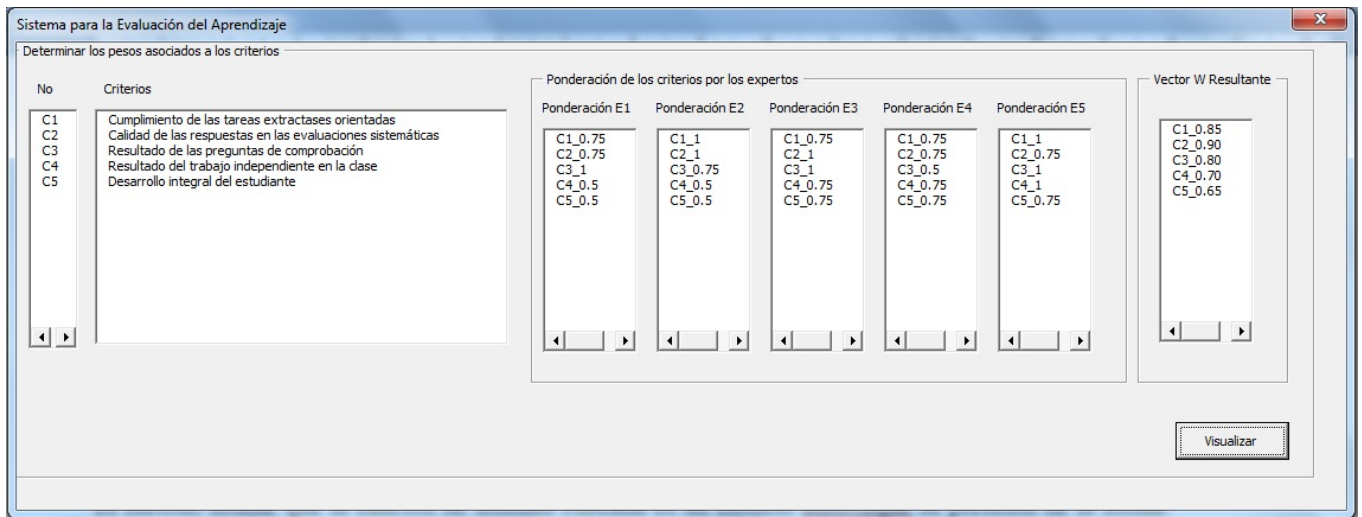 Sistema para la Evaluación del Aprendizaje
Determinar los pesos asociados a los criterios
No
Criterios
C1 Cumplimiento de las tareas extractases orientadas
C2 Calidad de las respuestas en las evaluaciones sistemáticas
C3 Resultado de las preguntas de comprobación
C4 Resultado del trabajo independiente en la clase
C5 Desarrollo integral del estudiante
Ponderación de los criterios por los expertos
Ponderación E1
C1_0.75
C2_0.75
C3_1
C4_0.5
C5_0.5
Ponderación E2
C1_1
C2_1
C3_0.75
C4_0.5
C5_0.5
Ponderación E3
C1_0.75
C2_1
C3_1
C4_0.75
C5_0.75
Ponderación E4
C1_0.75
C2_0.75
C3_0.5
C4_0.75
C5_0.75
Ponderación E5
C1_1
C2_0.75
C3_1
C4_1
C5_0.75
Vector W Resultante
C1_0.85
C2_0.90
C3_0.80
C4_0.70
C5_0.65
Visualizar